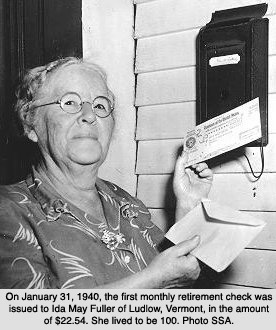 On January 31, 1940, the first monthly retirement check was
issued to Ida May Fuller of Ludlow, Vermont, in the amount
of $22.54. She lived to be 100. Photo SSA.